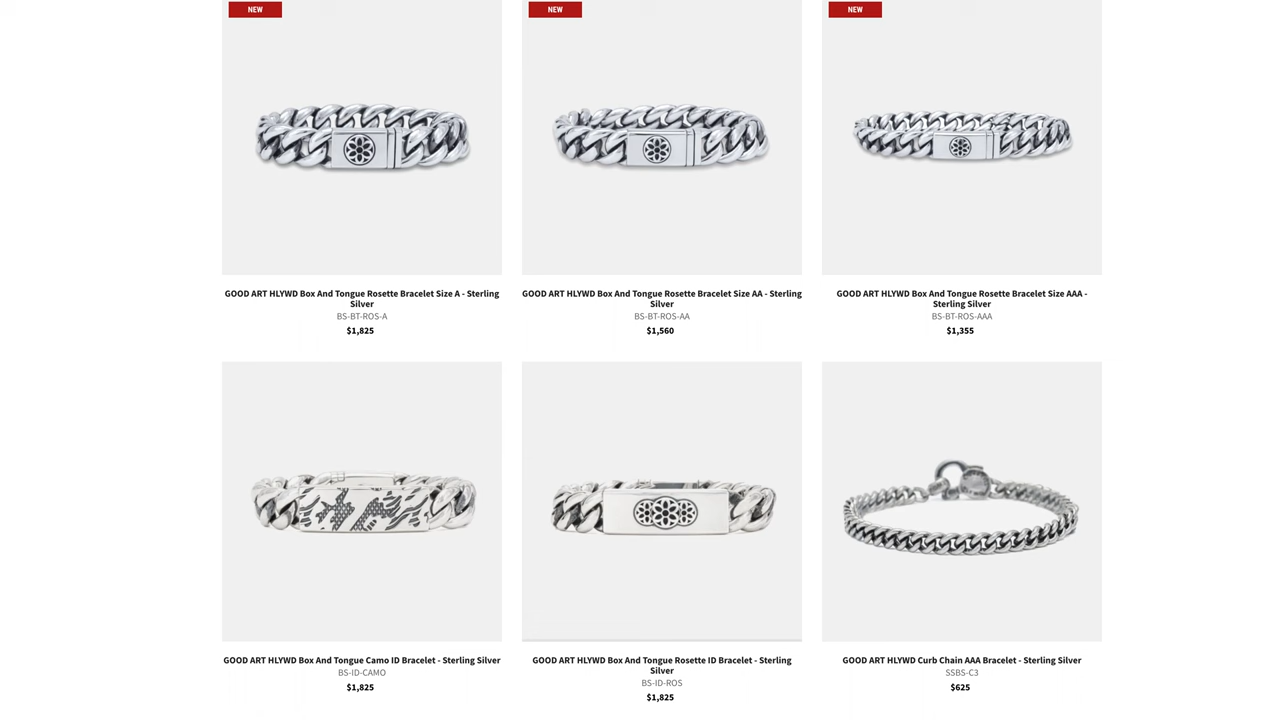 NEW
NEW
NEW
GOOD ART HLYWD Box And Tongue Rosette Bracelet Size A - Sterling
Silver
BS-BT-ROS-A
$1,825
GOOD ART HLYWD Box And Tongue Rosette Bracelet Size AA - Sterling
Silver
BS-BT-ROS-AA
$1,560
GOOD ART HLYWD Box And Tongue Rosette Bracelet Size AAA -
Sterling Silver
BS-BT-ROS-AAA
$1,355
GOOD ART HLYWD Box And Tongue Camo ID Bracelet - Sterling Silver
BS-ID-CAMO
$1,825
GOOD ART HLYWD Box And Tongue Rosette ID Bracelet - Sterling
Silver
BS-ID-ROS
$1,825
GOOD ART HLYWD Curb Chain AAA Bracelet - Sterling Silver
SSBS-C3
$625